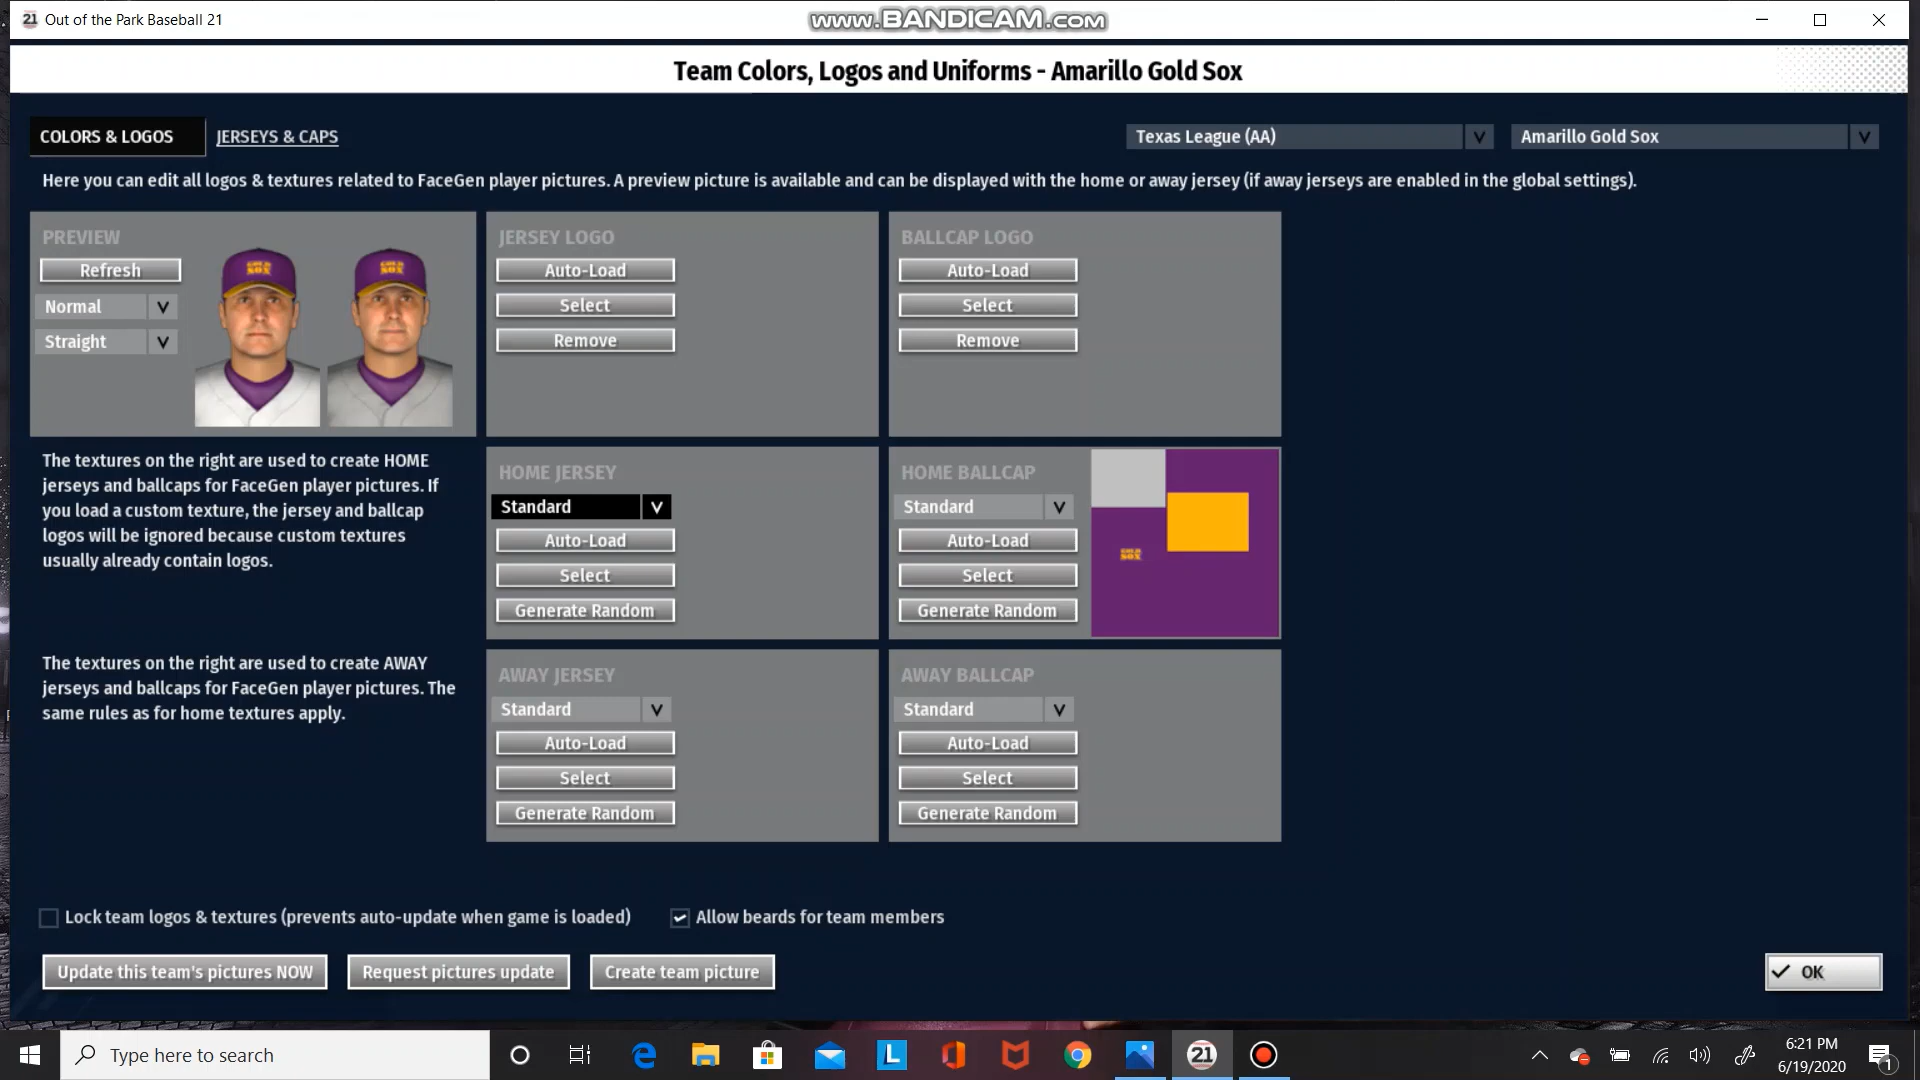 21 Out of the Park Baseball 21
www.BANDICAM.com
Team Colors, Logos and Uniforms - Amarillo Gold Sox
COLORS & LOGOS
JERSEYS & CAPS
Texas League (AA)
V
Amarillo Gold Sox
V
Here you can edit all logos & textures related to FaceGen player pictures. A preview picture is available and can be displayed with the home or away jersey (if away jerseys are enabled in the global settings).
PREVIEW
Refresh
Normal V
Straight V
GOLD
SOX
GOLD
SOX
JERSEY LOGO
Auto-Load
Select
Remove
BALLCAP LOGO
Auto-Load
Select
Remove
The textures on the right are used to create HOME
jerseys and ballcaps for FaceGen player pictures. If
you load a custom texture, the jersey and ballcap
logos will be ignored because custom textures
usually already contain logos.
HOME JERSEY
Standard V
Auto-Load
Select
Generate Random
HOME BALLCAP
Standard V
Auto-Load
Select
Generate Random
GOLD
SOX
The textures on the right are used to create AWAY
jerseys and ballcaps for FaceGen player pictures. The
same rules as for home textures apply.
AWAY JERSEY
Standard V
Auto-Load
Select
Generate Random
AWAY BALLCAP
Standard V
Auto-Load
Select
Generate Random
Lock team logos & textures (prevents auto-update when game is loaded)
Allow beards for team members
Update this team's pictures NOW
Request pictures update
Create team picture
OK
Type here to search
L
21
6:21 PM
6/19/2020
1